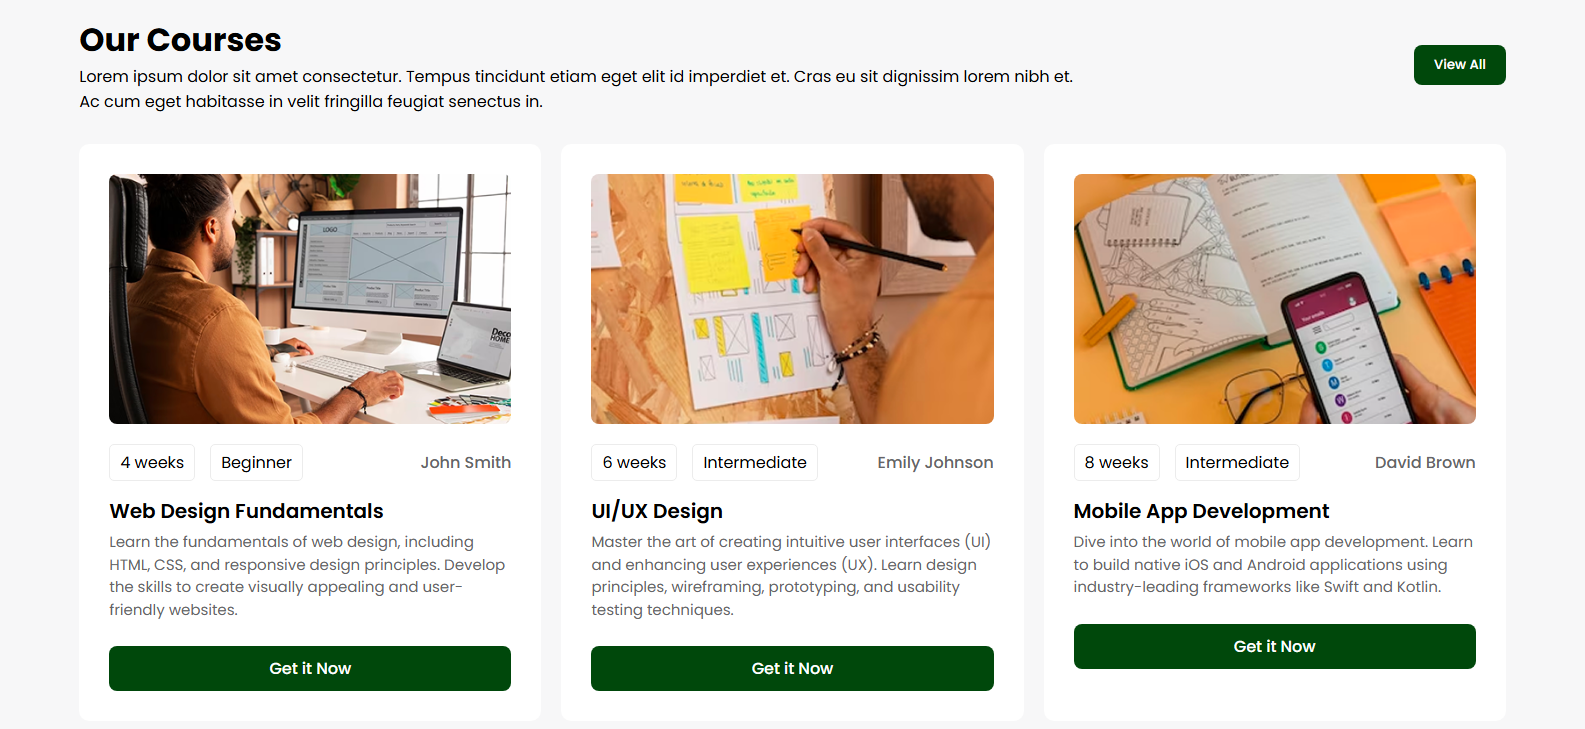 Our Courses
Lorem ipsum dolor sit amet consectetur. Tempus tincidunt etiam eget elit id imperdiet et. Cras eu sit dignissim lorem nibh et.
Ac cum eget habitasse in velit fringilla feugiat senectus in.
View All
LOGO
Deco
HOME
Your emails
S
T
M
W
4 weeks
Beginner
John Smith
Web Design Fundamentals
Learn the fundamentals of web design, including
HTML, CSS, and responsive design principles. Develop
the skills to create visually appealing and user-
friendly websites.
Get it Now
6 weeks
Intermediate
Emily Johnson
UI/UX Design
Master the art of creating intuitive user interfaces (UI)
and enhancing user experiences (UX). Learn design
principles, wireframing, prototyping, and usability
testing techniques.
Get it Now
8 weeks
Intermediate
David Brown
Mobile App Development
Dive into the world of mobile app development. Learn
to build native iOS and Android applications using
industry-leading frameworks like Swift and Kotlin.
Get it Now